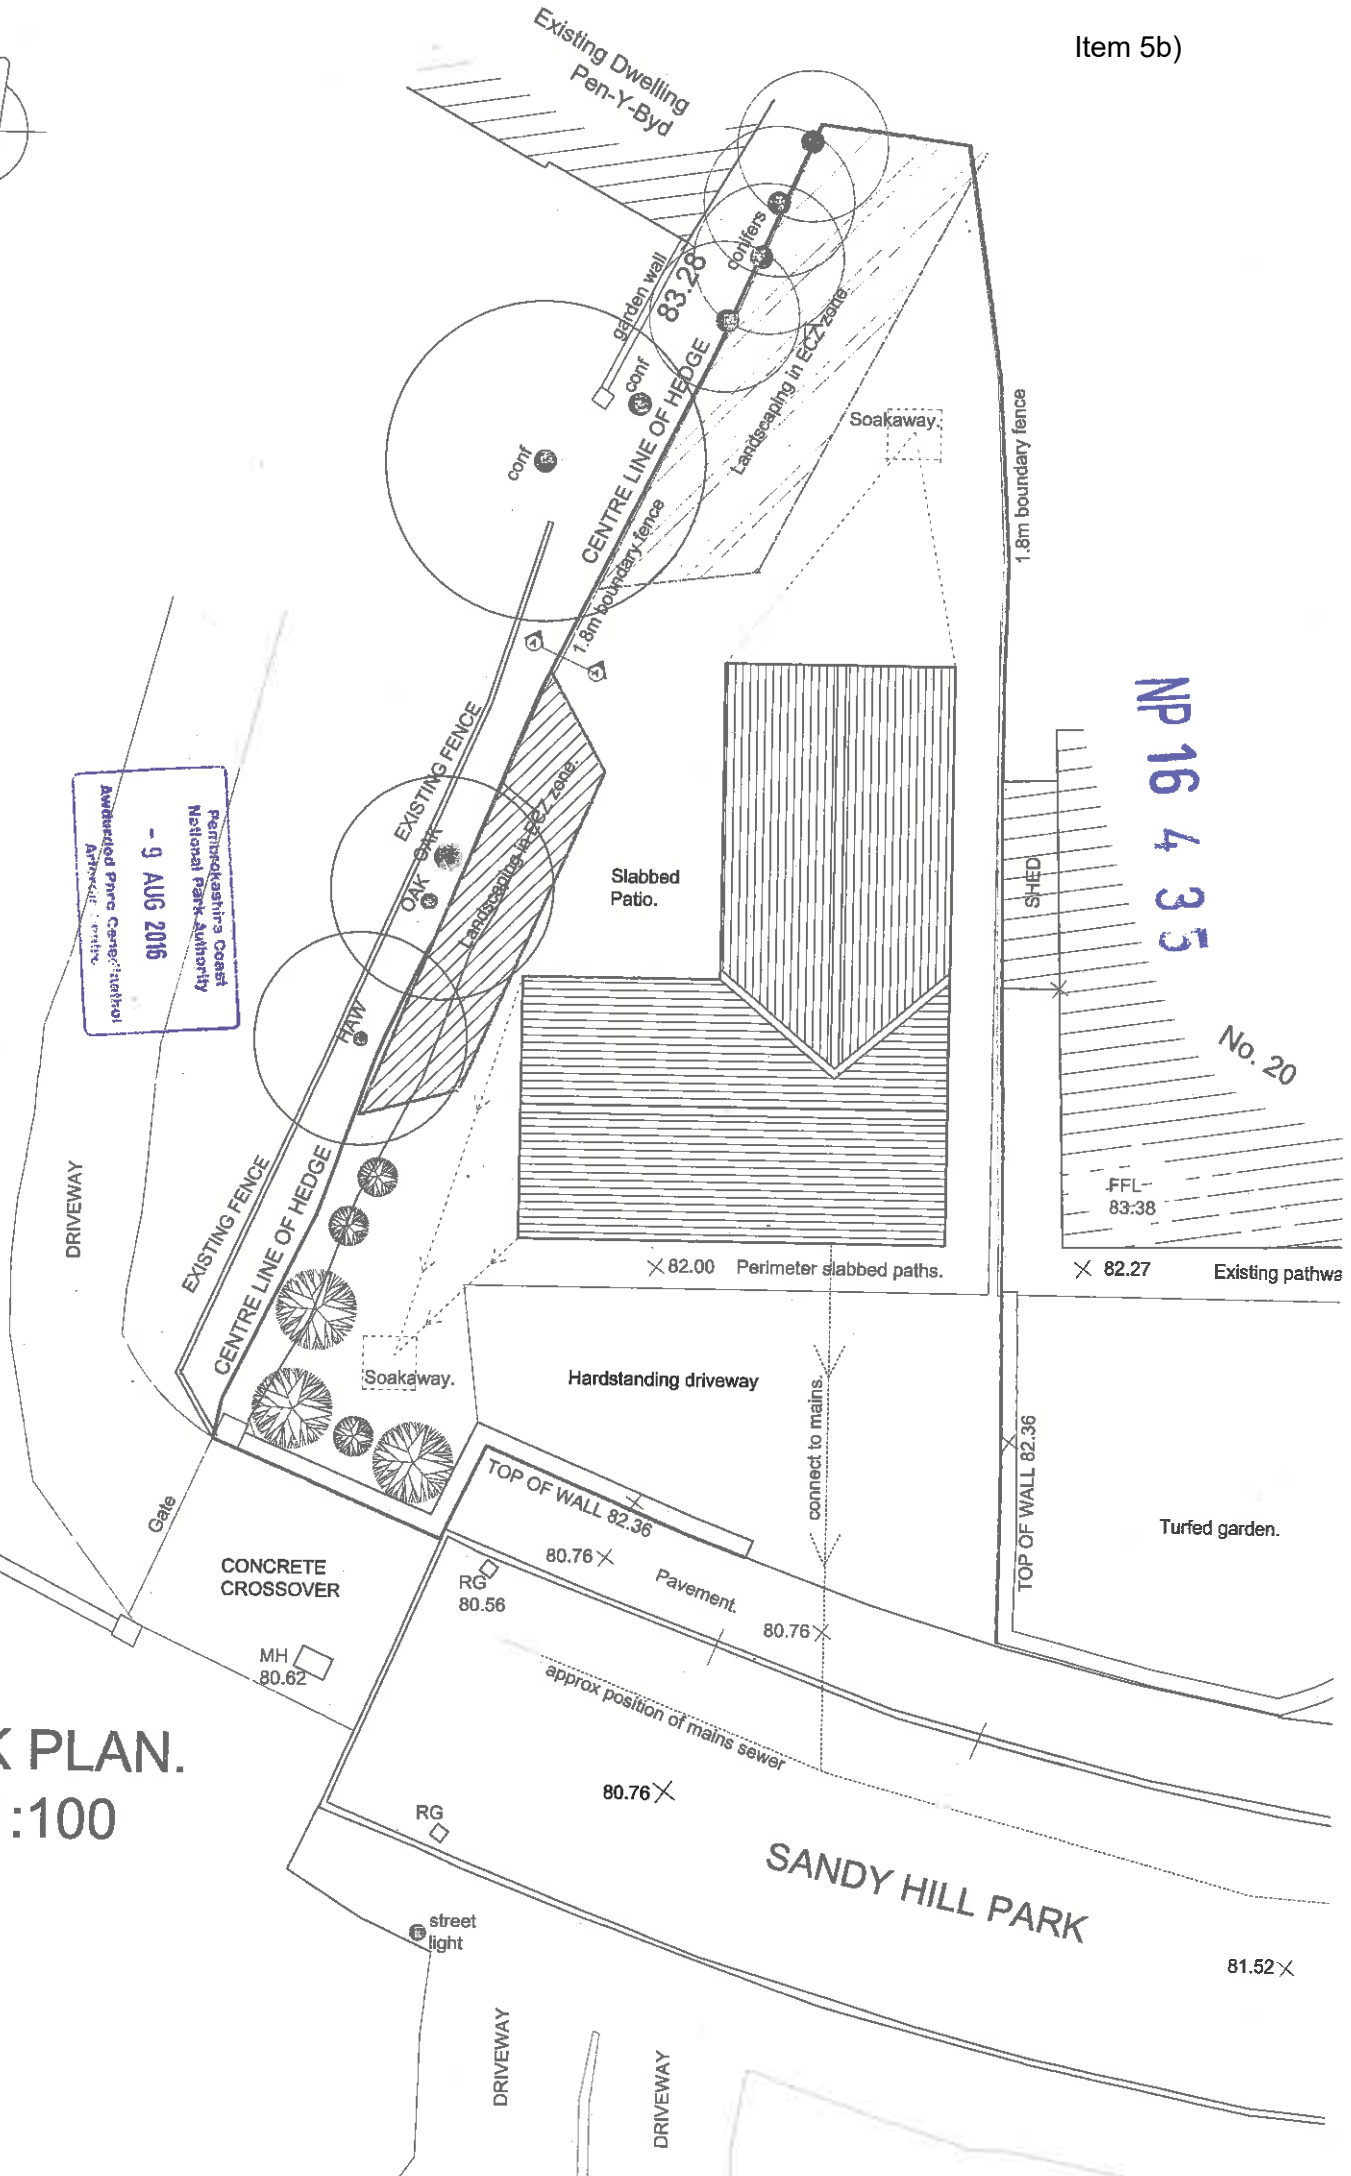 Item 5b)
Existing Dwelling
Pen-Y-Byd
conifers
garden wall
83.28
conf
conf
CENTRE LINE OF HEDGE
Landscaping in ECZ zone.
Soakaway.
1.8m boundary fence
1.8m boundary fence
EXISTING FENCE
NP 16 435
Pembrokeshire Coast
National Park Authority
- 9 AUG 2016
OAK
OAK
Landscaping in ECZ zone.
Slabbed
Patio.
SHED
HAW
No. 20
FFL
83.38
DRIVEWAY
EXISTING FENCE
CENTRE LINE OF HEDGE
82.00 Perimeter slabbed paths.
82.27
Existing pathwa
Soakaway.
Hardstanding driveway
connect to mains.
TOP OF WALL 82.36
TOP OF WALL 82.36
Turfed garden.
Gate
CONCRETE
CROSSOVER
80.76
RG
80.56
Pavement.
80.76
MH
80.62
approx position of mains sewer
K PLAN.
:100
80.76
RG
SANDY HILL PARK
street
light
81.52
DRIVEWAY
DRIVEWAY